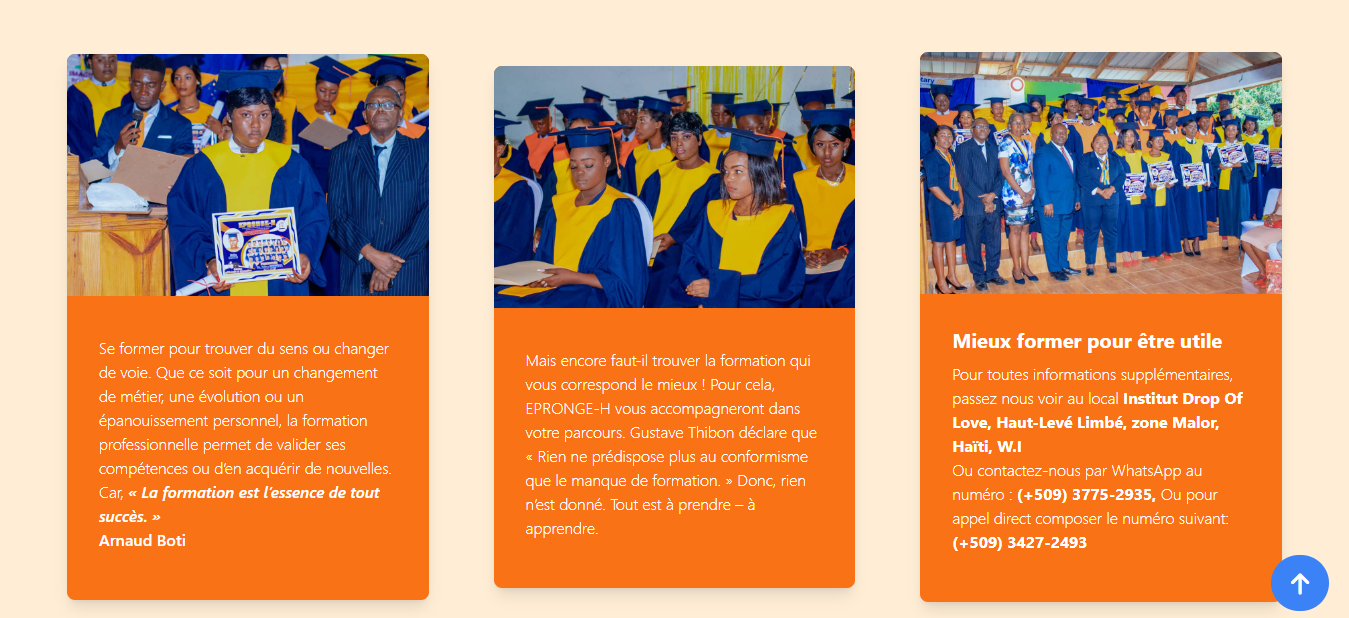 EPRONGE-H
Se former pour trouver du sens ou changer
de voie. Que ce soit pour un changement
de métier, une évolution ou un
épanouissement personnel, la formation
professionnelle permet de valider ses
compétences ou d'en acquérir de nouvelles.
Car, « La formation est l'essence de tout
succès. »
Arnaud Boti
Mais encore faut-il trouver la formation qui
vous correspond le mieux ! Pour cela,
EPRONGE-H vous accompagneront dans
votre parcours. Gustave Thibon déclare que
« Rien ne prédispose plus au conformisme
que le manque de formation. » Donc, rien
n'est donné. Tout est à prendre – à
apprendre.
Mieux former pour être utile
Pour toutes informations supplémentaires,
passez nous voir au local Institut Drop Of
Love, Haut-Levé Limbé, zone Malor,
Haïti, W.I
Ou contactez-nous par WhatsApp au
numéro : (+509) 3775-2935, Ou pour
appel direct composer le numéro suivant:
(+509) 3427-2493